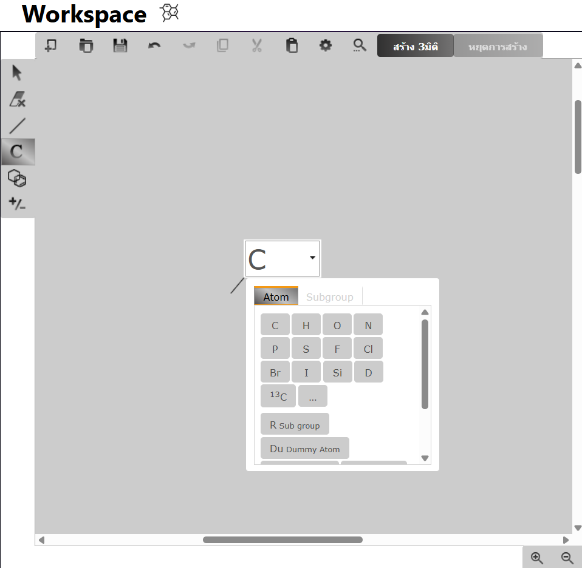 Workspace
สร้าง 3มิติ หยุดการสร้าง
C
+/-
C
Atom Subgroup
C H O N
P S F Cl
Br I Si D
13C ...
R Sub group
Du Dummy Atom